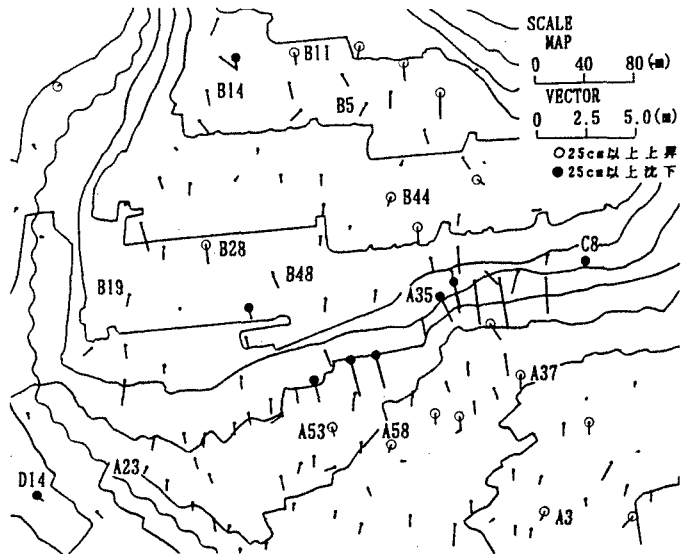 SCALE
MAP
0 40 80 (m)
VECTOR
0 2.5 5.0(m)
○25cm以上上昇
●25cm以上沈下
B11
B14
B5
B44
B28
C8
B19
B48
A35
A37
A53
A58
A23
D14
A3